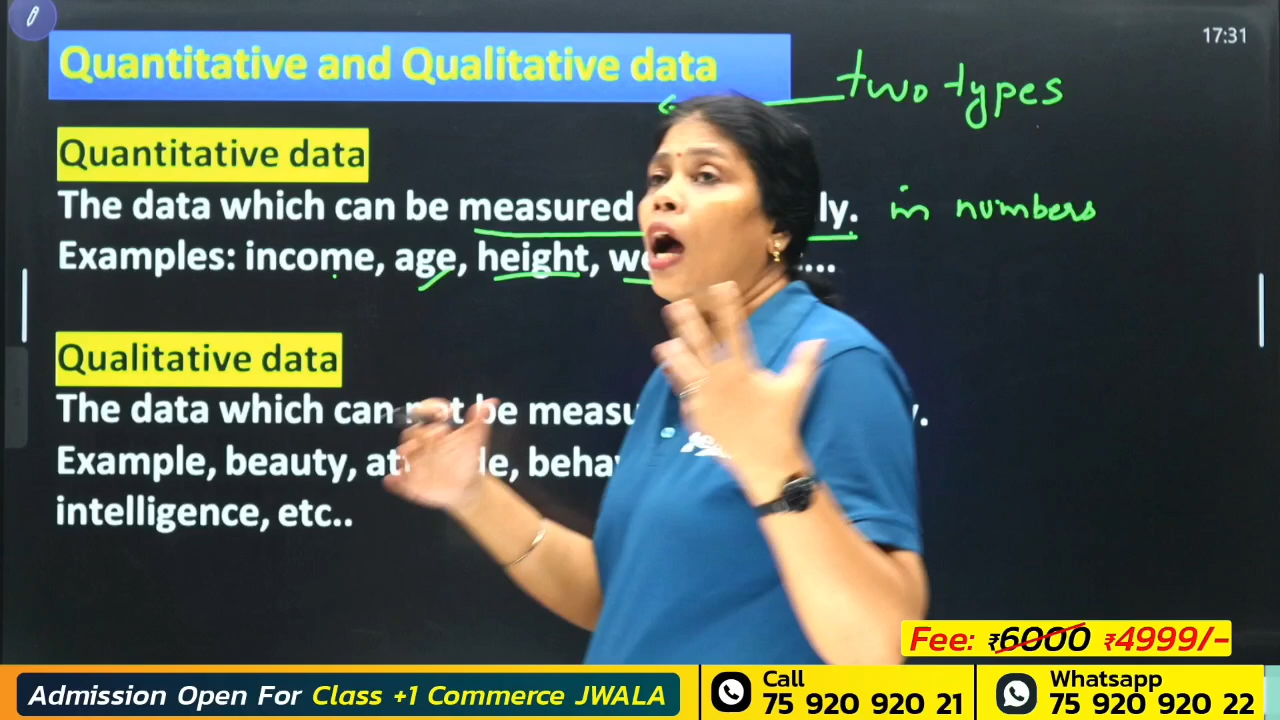 17:31
Quantitative and Qualitative data
two types
Quantitative data
The data which can be measured ly. in numbers
Examples: income, age, height, ....
Qualitative data
The data which can not be
Example, beauty,
intelligence, etc..
Fee: ₹6000 ₹4999/-
Admission Open For Class +1 Commerce JWALA
Call
75 920 920 21
Whatsapp
75 920 920 22